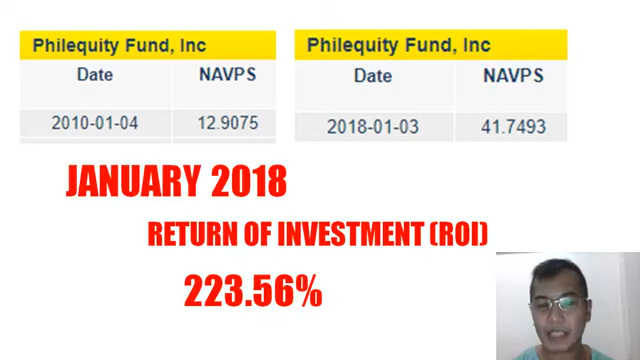 Philequity Fund, Inc
Date NAVPS
2010-01-04 12.9075
Philequity Fund, Inc
Date NAVPS
2018-01-03 41.7493
JANUARY 2018
RETURN OF INVESTMENT (ROI)
223.56%